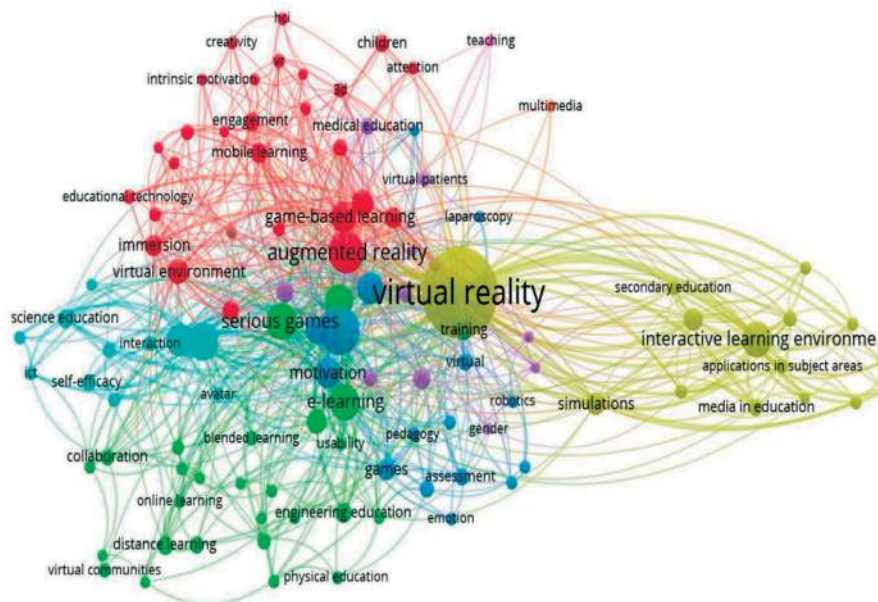 hci
creativity
children
teaching
intrinsic motivation
attention
3d
multimedia
engagement
medical education
mobile learning
virtual patients
educational technology
game-based learning
laparoscopy
immersion
augmented reality
virtual environment
virtual reality
secondary education
science education
serious games
training
interaction
interactive learning environme
ict
self-efficacy
motivation
virtual
applications in subject areas
avatar
e-learning
robotics
simulations
media in education
blended learning
usability
pedagogy
gender
collaboration
games
assessment
online learning
engineering education
emotion
distance learning
virtual communities
physical education